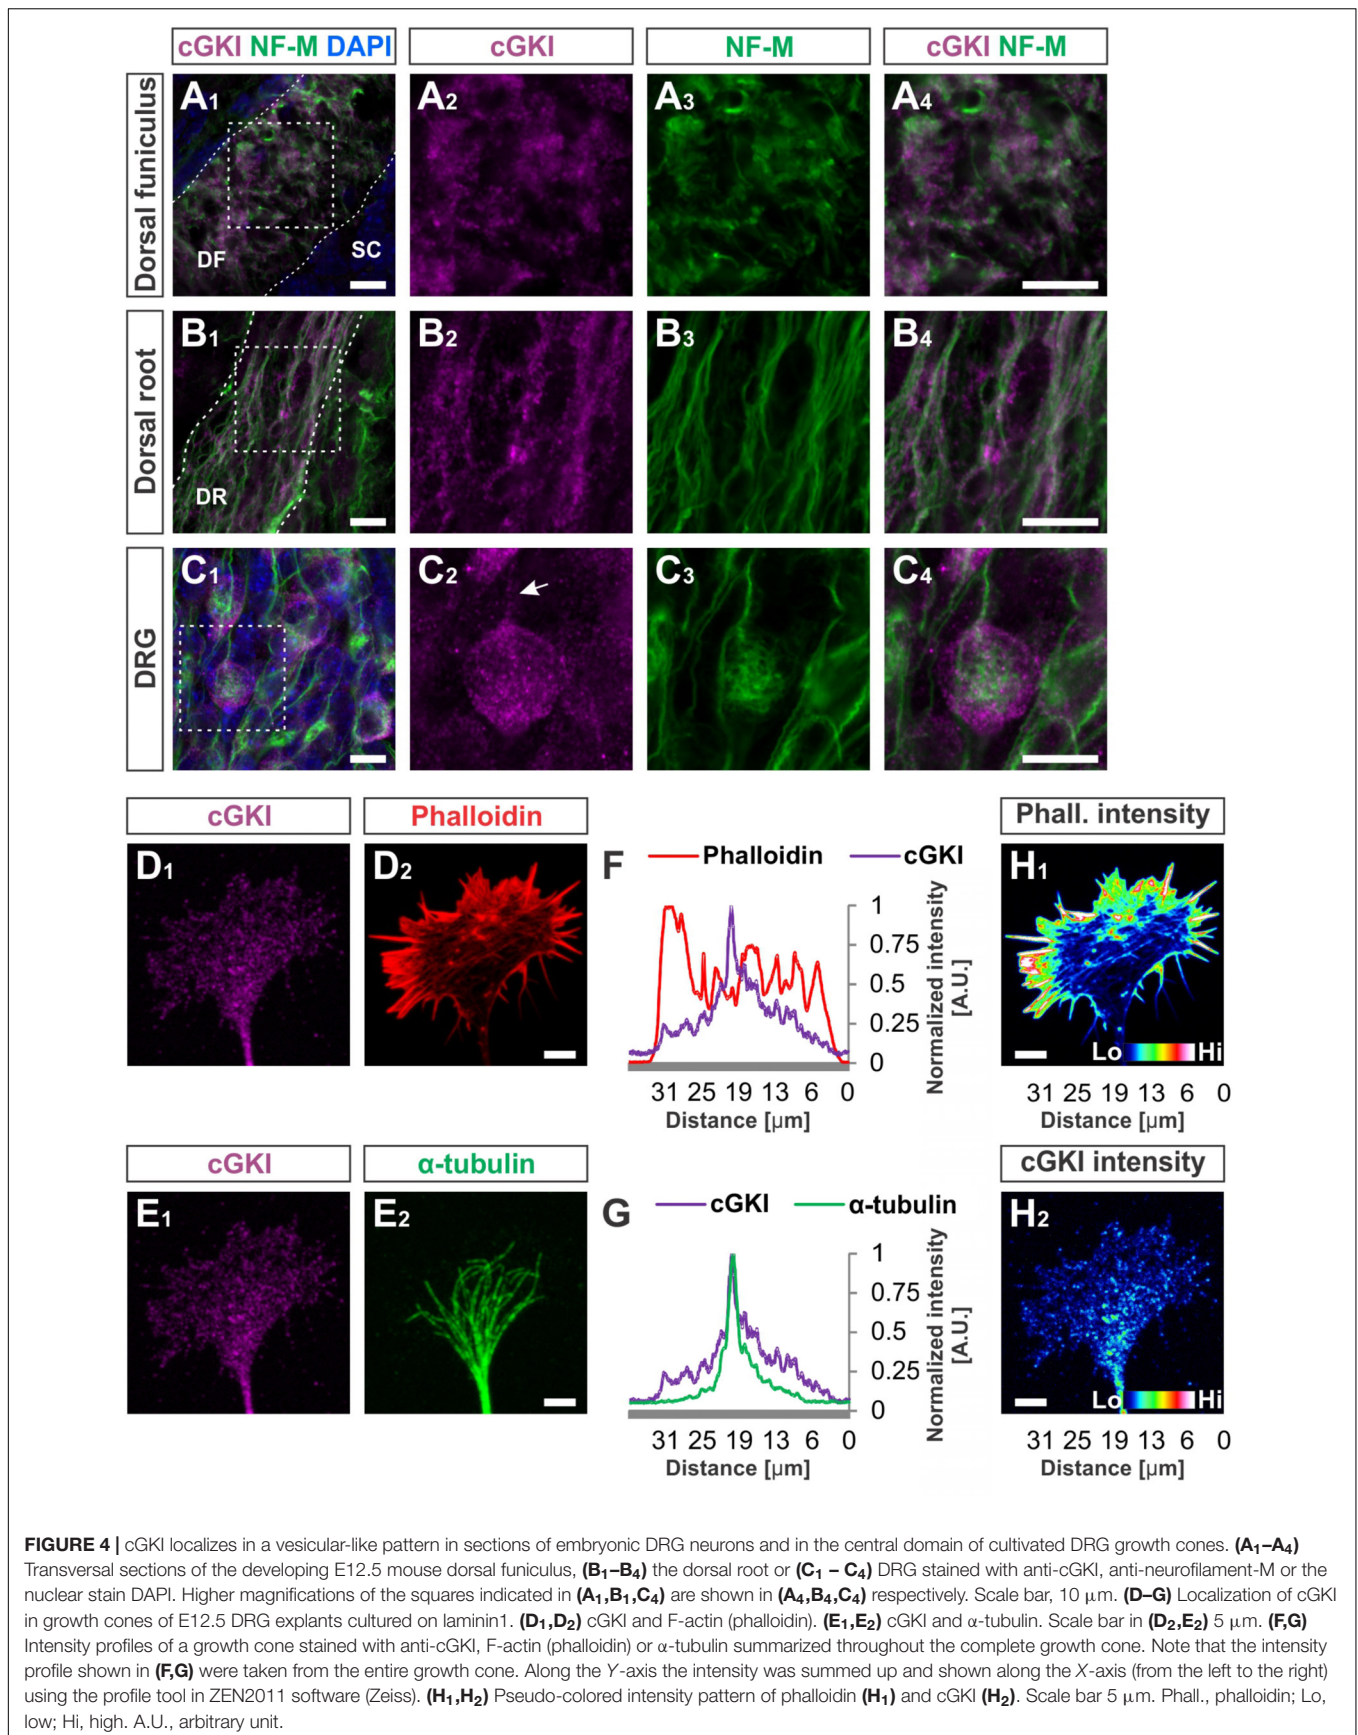 cGKI NF-M DAPI
cGKI
NF-M
cGKI NF-M
Dorsal funiculus
A1
DF
SC
A2
A3
A4
Dorsal root
B1
DR
B2
B3
B4
DRG
C1
C2
C3
C4
cGKI
Phalloidin
Phall. intensity
D1
D2
F
Phalloidin
cGKI
1
0.75
0.5
0.25
0
Normalized intensity
[A.U.]
31 25 19 13 6 0
Distance [µm]
H1
Lo
Hi
31 25 19 13 6 0
Distance [µm]
cGKI
α-tubulin
cGKI intensity
E1
E2
G
cGKI
α-tubulin
1
0.75
0.5
0.25
0
Normalized intensity
[A.U.]
31 25 19 13 6 0
Distance [µm]
H2
Lo
Hi
31 25 19 13 6 0
Distance [µm]
FIGURE 4 | cGKI localizes in a vesicular-like pattern in sections of embryonic DRG neurons and in the central domain of cultivated DRG growth cones. (A1–A4)
Transversal sections of the developing E12.5 mouse dorsal funiculus, (B1–B4) the dorsal root or (C1 – C4) DRG stained with anti-cGKI, anti-neurofilament-M or the
nuclear stain DAPI. Higher magnifications of the squares indicated in (A1,B1,C4) are shown in (A4,B4,C4) respectively. Scale bar, 10 µm. (D–G) Localization of cGKI
in growth cones of E12.5 DRG explants cultured on laminin1. (D1,D2) cGKI and F-actin (phalloidin). (E1,E2) cGKI and α-tubulin. Scale bar in (D2,E2) 5 µm. (F,G)
Intensity profiles of a growth cone stained with anti-cGKI, F-actin (phalloidin) or α-tubulin summarized throughout the complete growth cone. Note that the intensity
profile shown in (F,G) were taken from the entire growth cone. Along the Y-axis the intensity was summed up and shown along the X-axis (from the left to the right)
using the profile tool in ZEN2011 software (Zeiss). (H1,H2) Pseudo-colored intensity pattern of phalloidin (H1) and cGKI (H2). Scale bar 5 µm. Phall., phalloidin; Lo,
low; Hi, high. A.U., arbitrary unit.